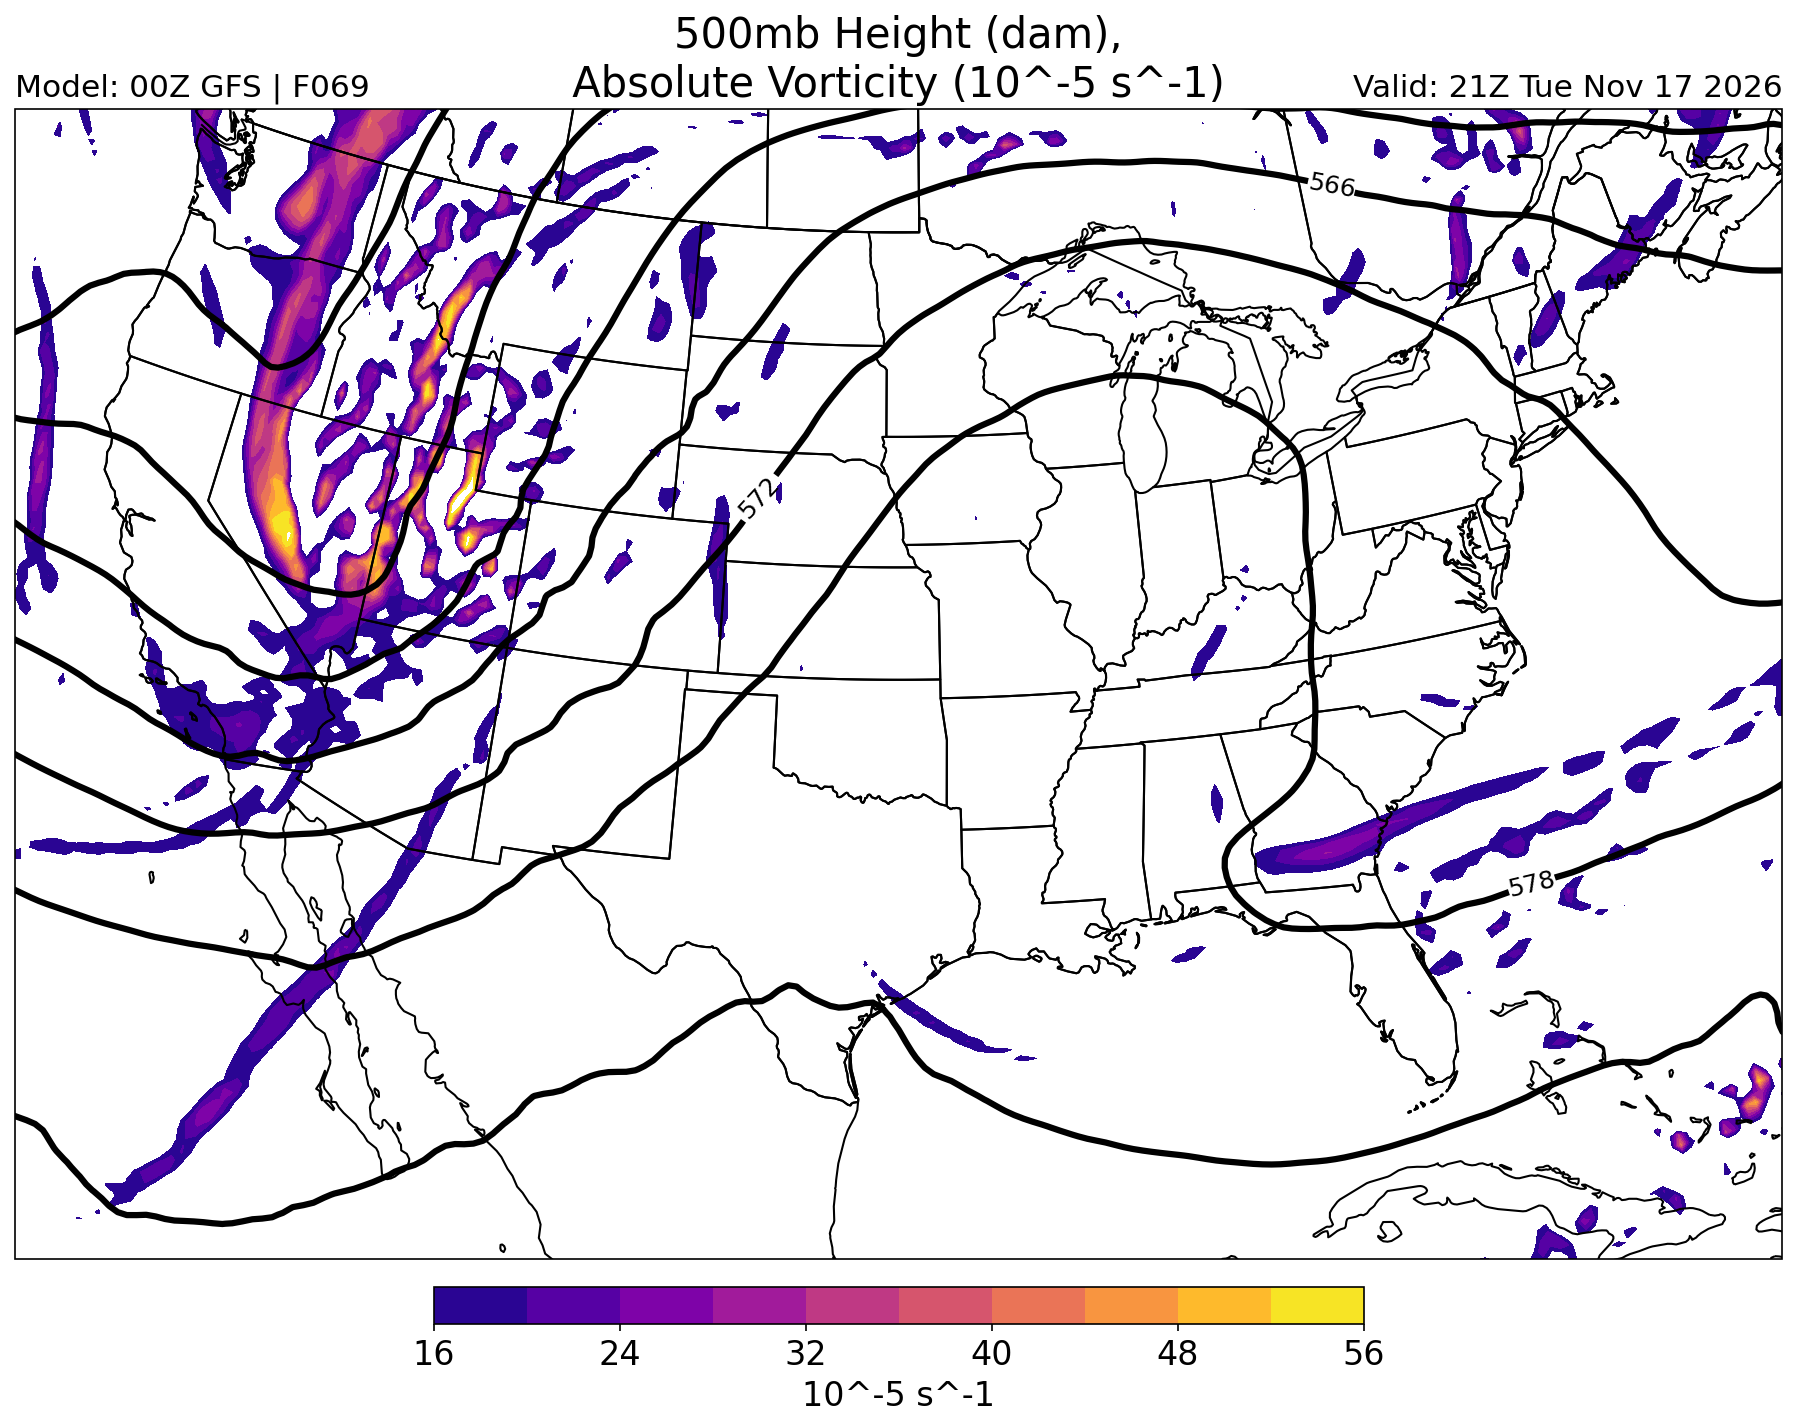 500mb Height (dam),
Model: 00Z GFS | F069
Absolute Vorticity (10^-5 s^-1)
Valid: 21Z Tue Nov 17 2026
566
572
578
16 24 32 40 48 56
10^-5 s^-1